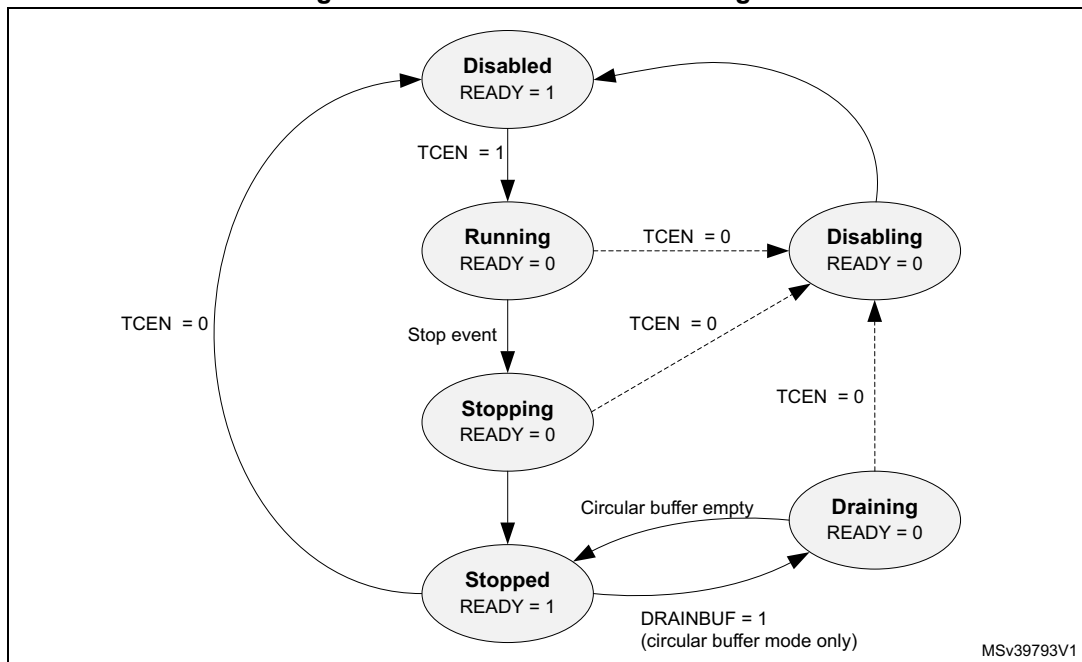 Disabled
READY = 1
TCEN = 1
Running
READY = 0
TCEN = 0
Disabling
READY = 0
TCEN = 0
TCEN = 0
Stop event
TCEN = 0
Stopping
READY = 0
Circular buffer empty
Draining
READY = 0
Stopped
READY = 1
DRAINBUF = 1
(circular buffer mode only)
MSv39793V1